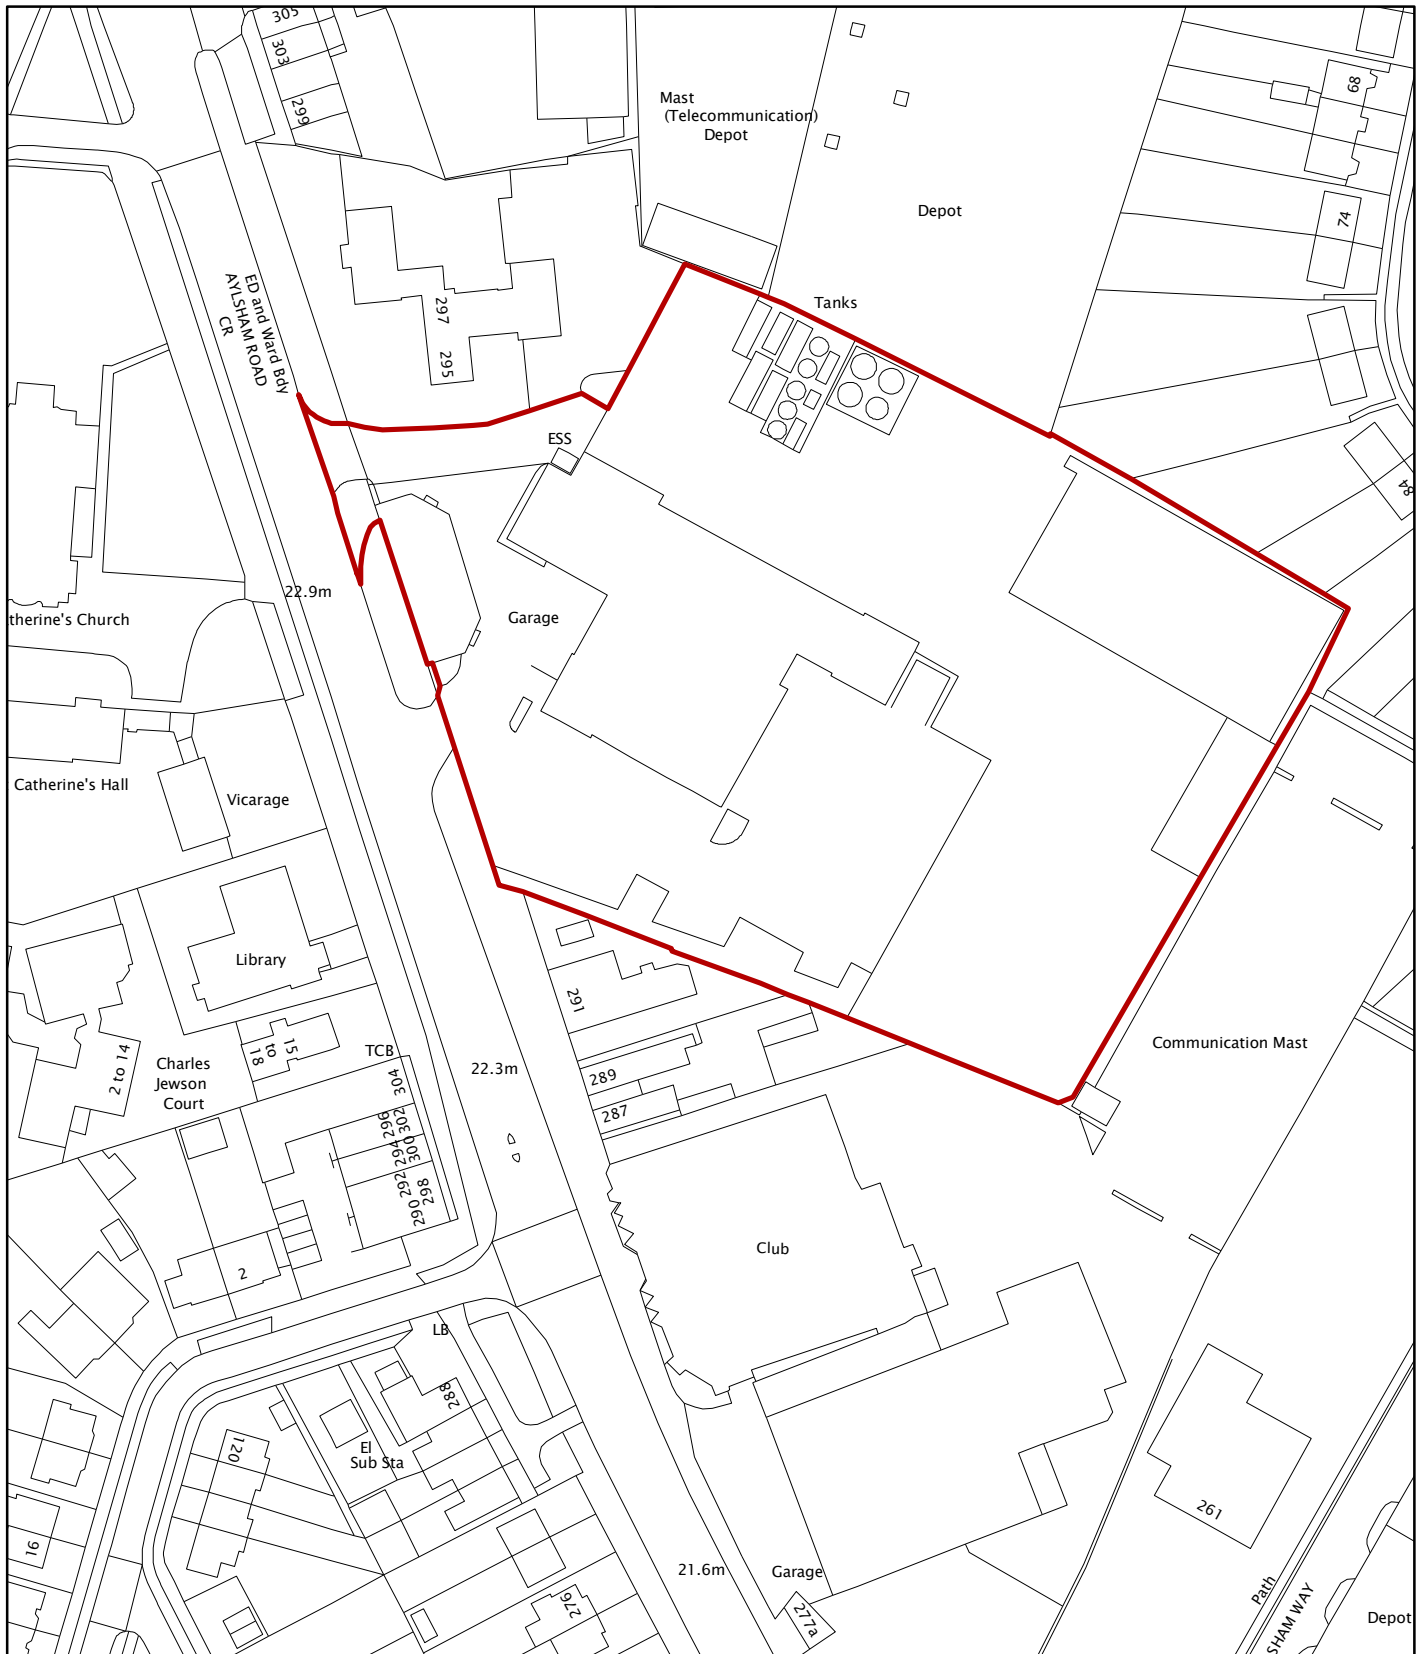 305
303
299
Mast
(Telecommunication)
Depot
68
74
Depot
ED and Ward Bdy
AYLSHAM ROAD
CR
297
295
Tanks
ESS
84
22.9m
therine's Church
Garage
Catherine's Hall
Vicarage
Library
291
2 to 14
Charles
Jewson
Court
15
to
18
TCB
304
22.3m
289
287
Communication Mast
302
296
300
294
298
292
290
Club
2
LB
288
El
Sub Sta
120
16
261
21.6m
Garage
276
277a
Path
SHAM WAY
Depot